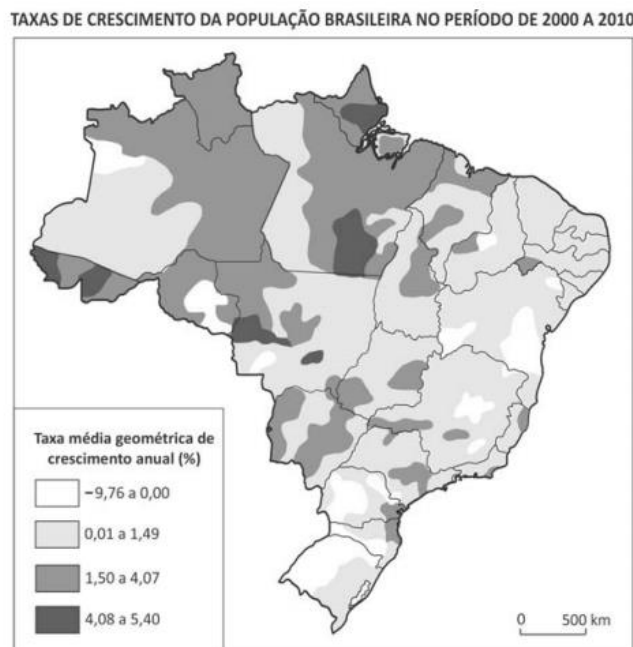 TAXAS DE CRESCIMENTO DA POPULAÇÃO BRASILEIRA NO PERÍODO DE 2000 A 2010
Taxa média geométrica de
crescimento anual (%)
−9,76 a 0,00
0,01 a 1,49
1,50 a 4,07
4,08 a 5,40
0 500 km